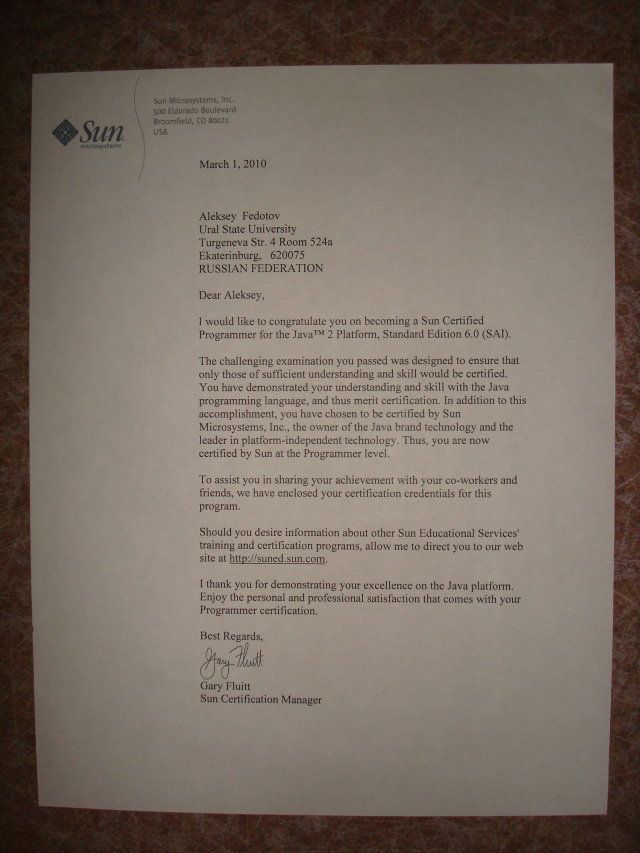 Sun
microsystems
Sun Microsystems, Inc.
500 Eldorado Boulevard
Broomfield, CO 80021
USA
March 1, 2010
Aleksey Fedotov
Ural State University
Turgeneva Str. 4 Room 524a
Ekaterinburg, 620075
RUSSIAN FEDERATION
Dear Aleksey,
I would like to congratulate you on becoming a Sun Certified
Programmer for the Java™ 2 Platform, Standard Edition 6.0 (SAI).
The challenging examination you passed was designed to ensure that
only those of sufficient understanding and skill would be certified.
You have demonstrated your understanding and skill with the Java
programming language, and thus merit certification. In addition to this
accomplishment, you have chosen to be certified by Sun
Microsystems, Inc., the owner of the Java brand technology and the
leader in platform-independent technology. Thus, you are now
certified by Sun at the Programmer level.
To assist you in sharing your achievement with your co-workers and
friends, we have enclosed your certification credentials for this
program.
Should you desire information about other Sun Educational Services'
training and certification programs, allow me to direct you to our web
site at http://suned.sun.com.
I thank you for demonstrating your excellence on the Java platform.
Enjoy the personal and professional satisfaction that comes with your
Programmer certification.
Best Regards,
Gary Fluitt
Gary Fluitt
Sun Certification Manager